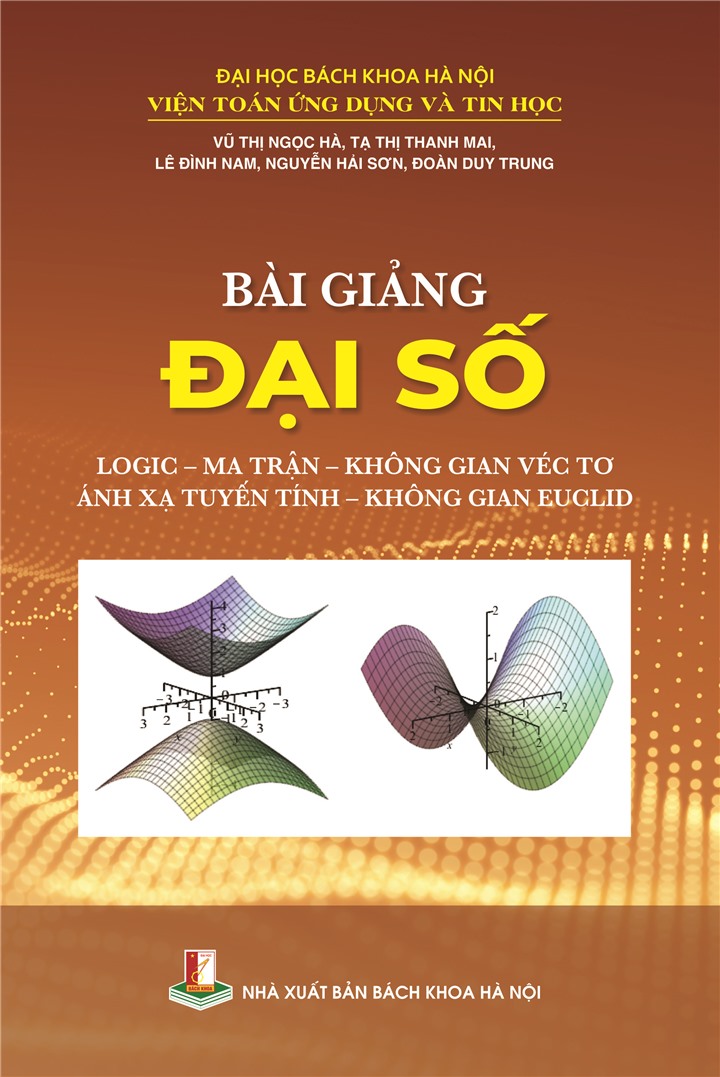 ĐẠI HỌC BÁCH KHOA HÀ NỘI
VIỆN TOÁN ỨNG DỤNG VÀ TIN HỌC
VŨ THỊ NGỌC HÀ, TẠ THỊ THANH MAI,
LÊ ĐÌNH NAM, NGUYỄN HẢI SƠN, ĐOÀN DUY TRUNG
BÀI GIẢNG
ĐẠI SỐ
LOGIC – MA TRẬN – KHÔNG GIAN VÉC TƠ
ÁNH XẠ TUYẾN TÍNH – KHÔNG GIAN EUCLID
BÁCH KHOA
NHÀ XUẤT BẢN BÁCH KHOA HÀ NỘI